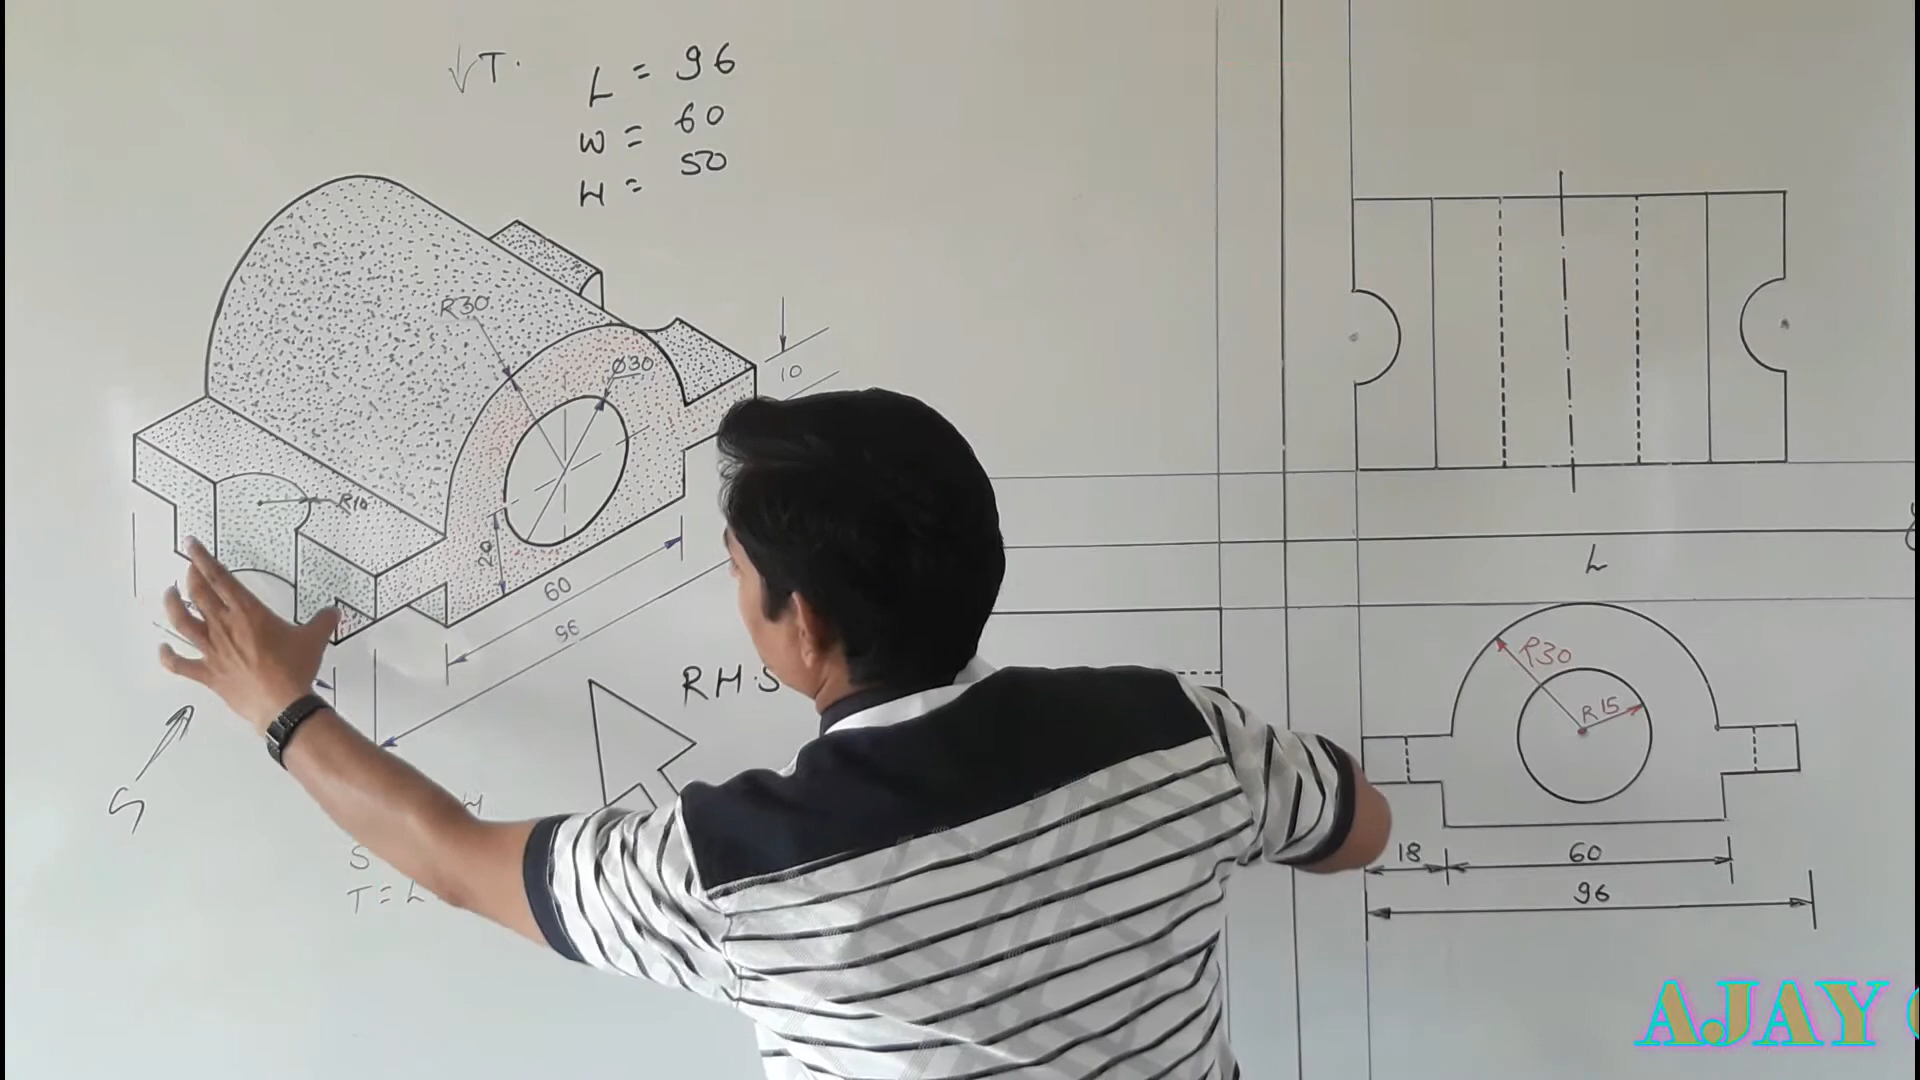 ↓ T.
L = 96
W = 60
H = 50
R30
Ø30
10
R10
20
60
96
RH.S
S
S
T = L
L
R30
R15
18
60
96
AJAY